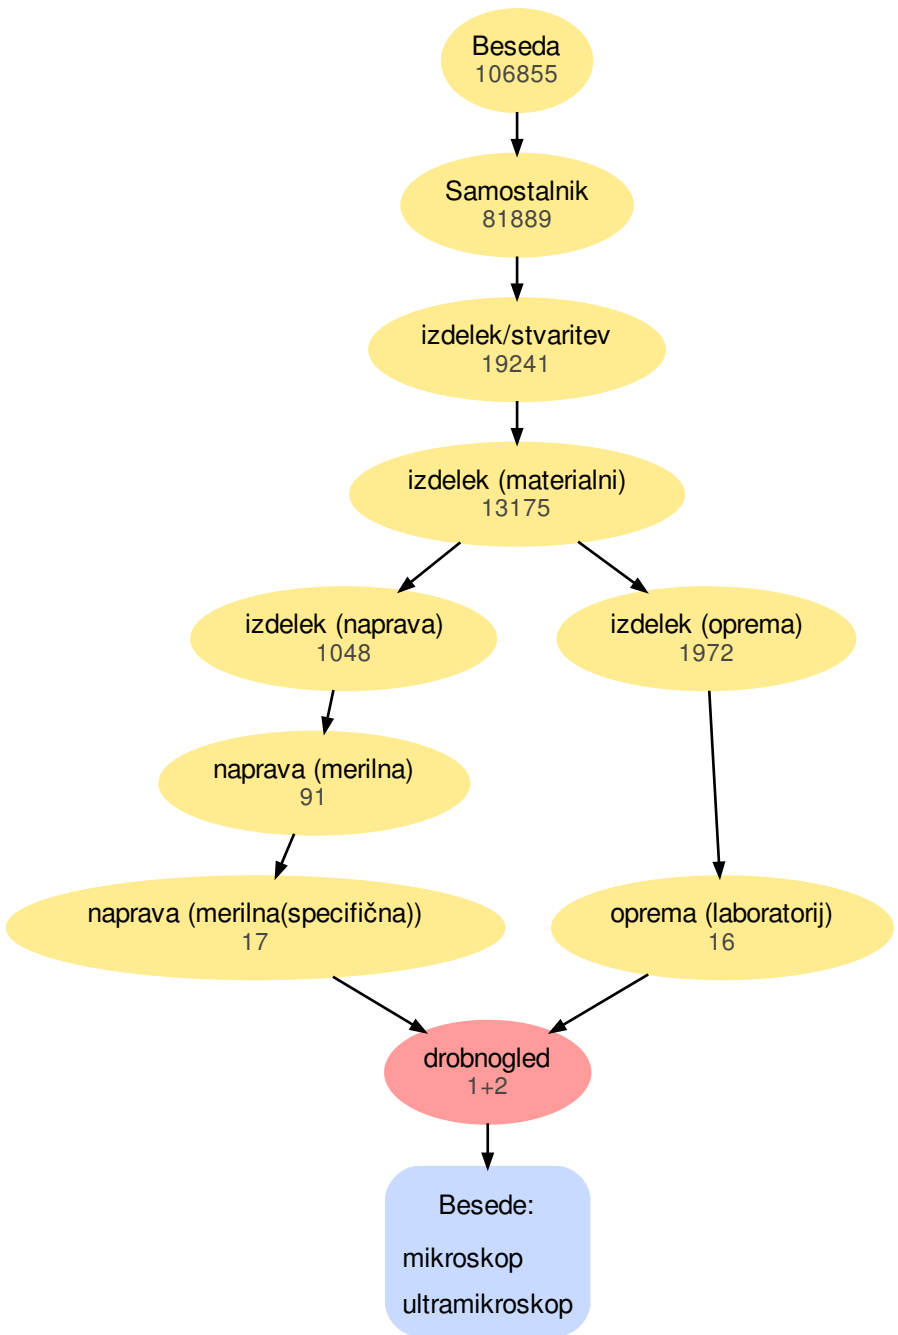 Beseda
106855
Samostalnik
81889
izdelek/stvaritev
19241
izdelek (materialni)
13175
izdelek (naprava)
1048
izdelek (oprema)
1972
naprava (merilna)
91
naprava (merilna(specifična))
17
oprema (laboratorij)
16
drobnogled
1+2
Besede:
mikroskop
ultramikroskop